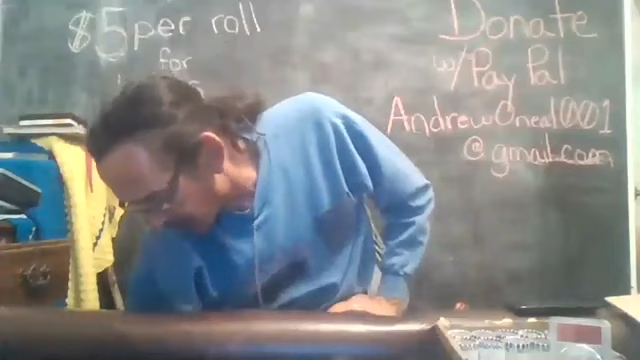 $5 per roll
for
Donate
w/ PayPal
AndrewOneal001
@gmail.com